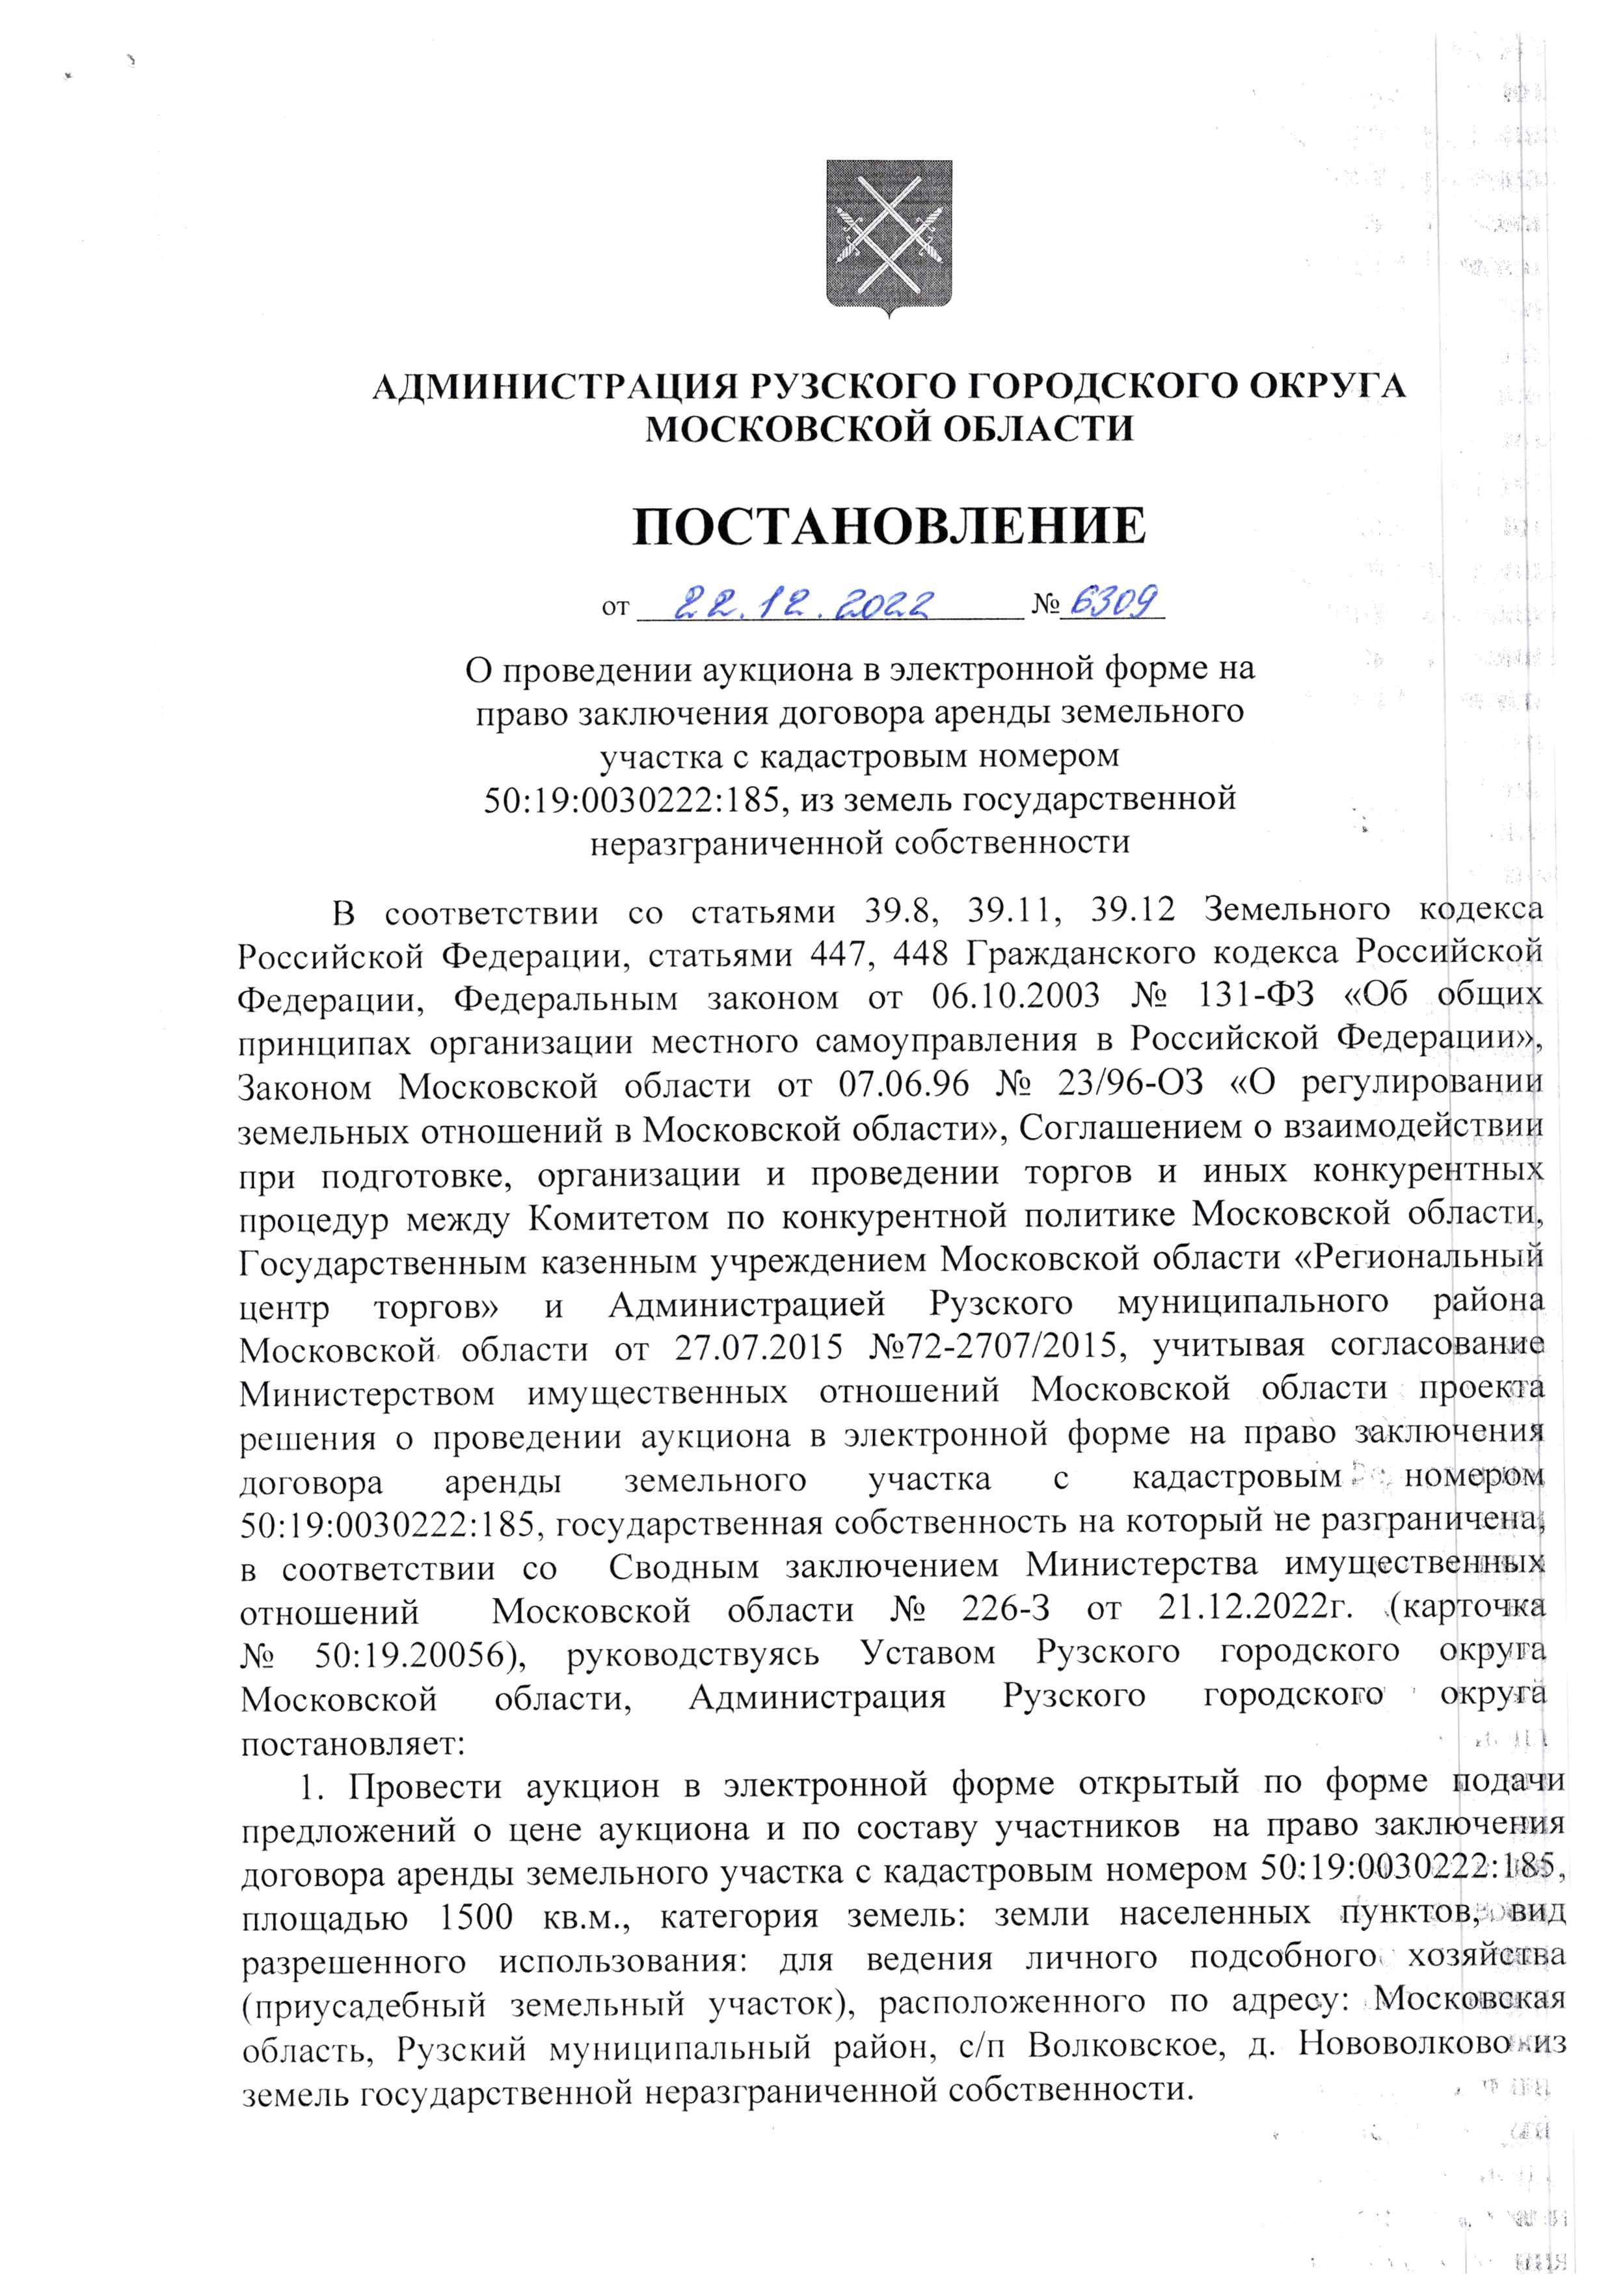 АДМИНИСТРАЦИЯ РУЗСКОГО ГОРОДСКОГО ОКРУГА
МОСКОВСКОЙ ОБЛАСТИ
ПОСТАНОВЛЕНИЕ
от 22.12.2022 № 6309
О проведении аукциона в электронной форме на
право заключения договора аренды земельного
участка с кадастровым номером
50:19:0030222:185, из земель государственной
неразграниченной собственности
В соответствии со статьями 39.8, 39.11, 39.12 Земельного кодекса
Российской Федерации, статьями 447, 448 Гражданского кодекса Российской
Федерации, Федеральным законом от 06.10.2003 № 131-ФЗ «Об общих
принципах организации местного самоуправления в Российской Федерации»,
Законом Московской области от 07.06.96 № 23/96-ОЗ «О регулировании
земельных отношений в Московской области», Соглашением о взаимодействии
при подготовке, организации и проведении торгов и иных конкурентных
процедур между Комитетом по конкурентной политике Московской области,
Государственным казенным учреждением Московской области «Региональный
центр торгов» и Администрацией Рузского муниципального района
Московской области от 27.07.2015 №72-2707/2015, учитывая согласование
Министерством имущественных отношений Московской области проекта
решения о проведении аукциона в электронной форме на право заключения
договора аренды земельного участка с кадастровым номером
50:19:0030222:185, государственная собственность на который не разграничена,
в соответствии со Сводным заключением Министерства имущественных
отношений Московской области № 226-З от 21.12.2022г. (карточка
№ 50:19.20056), руководствуясь Уставом Рузского городского округа
Московской области, Администрация Рузского городского округа
постановляет:
1. Провести аукцион в электронной форме открытый по форме подачи
предложений о цене аукциона и по составу участников на право заключения
договора аренды земельного участка с кадастровым номером 50:19:0030222:185,
площадью 1500 кв.м., категория земель: земли населенных пунктов, вид
разрешенного использования: для ведения личного подсобного хозяйства
(приусадебный земельный участок), расположенного по адресу: Московская
область, Рузский муниципальный район, с/п Волковское, д. Нововолково из
земель государственной неразграниченной собственности.